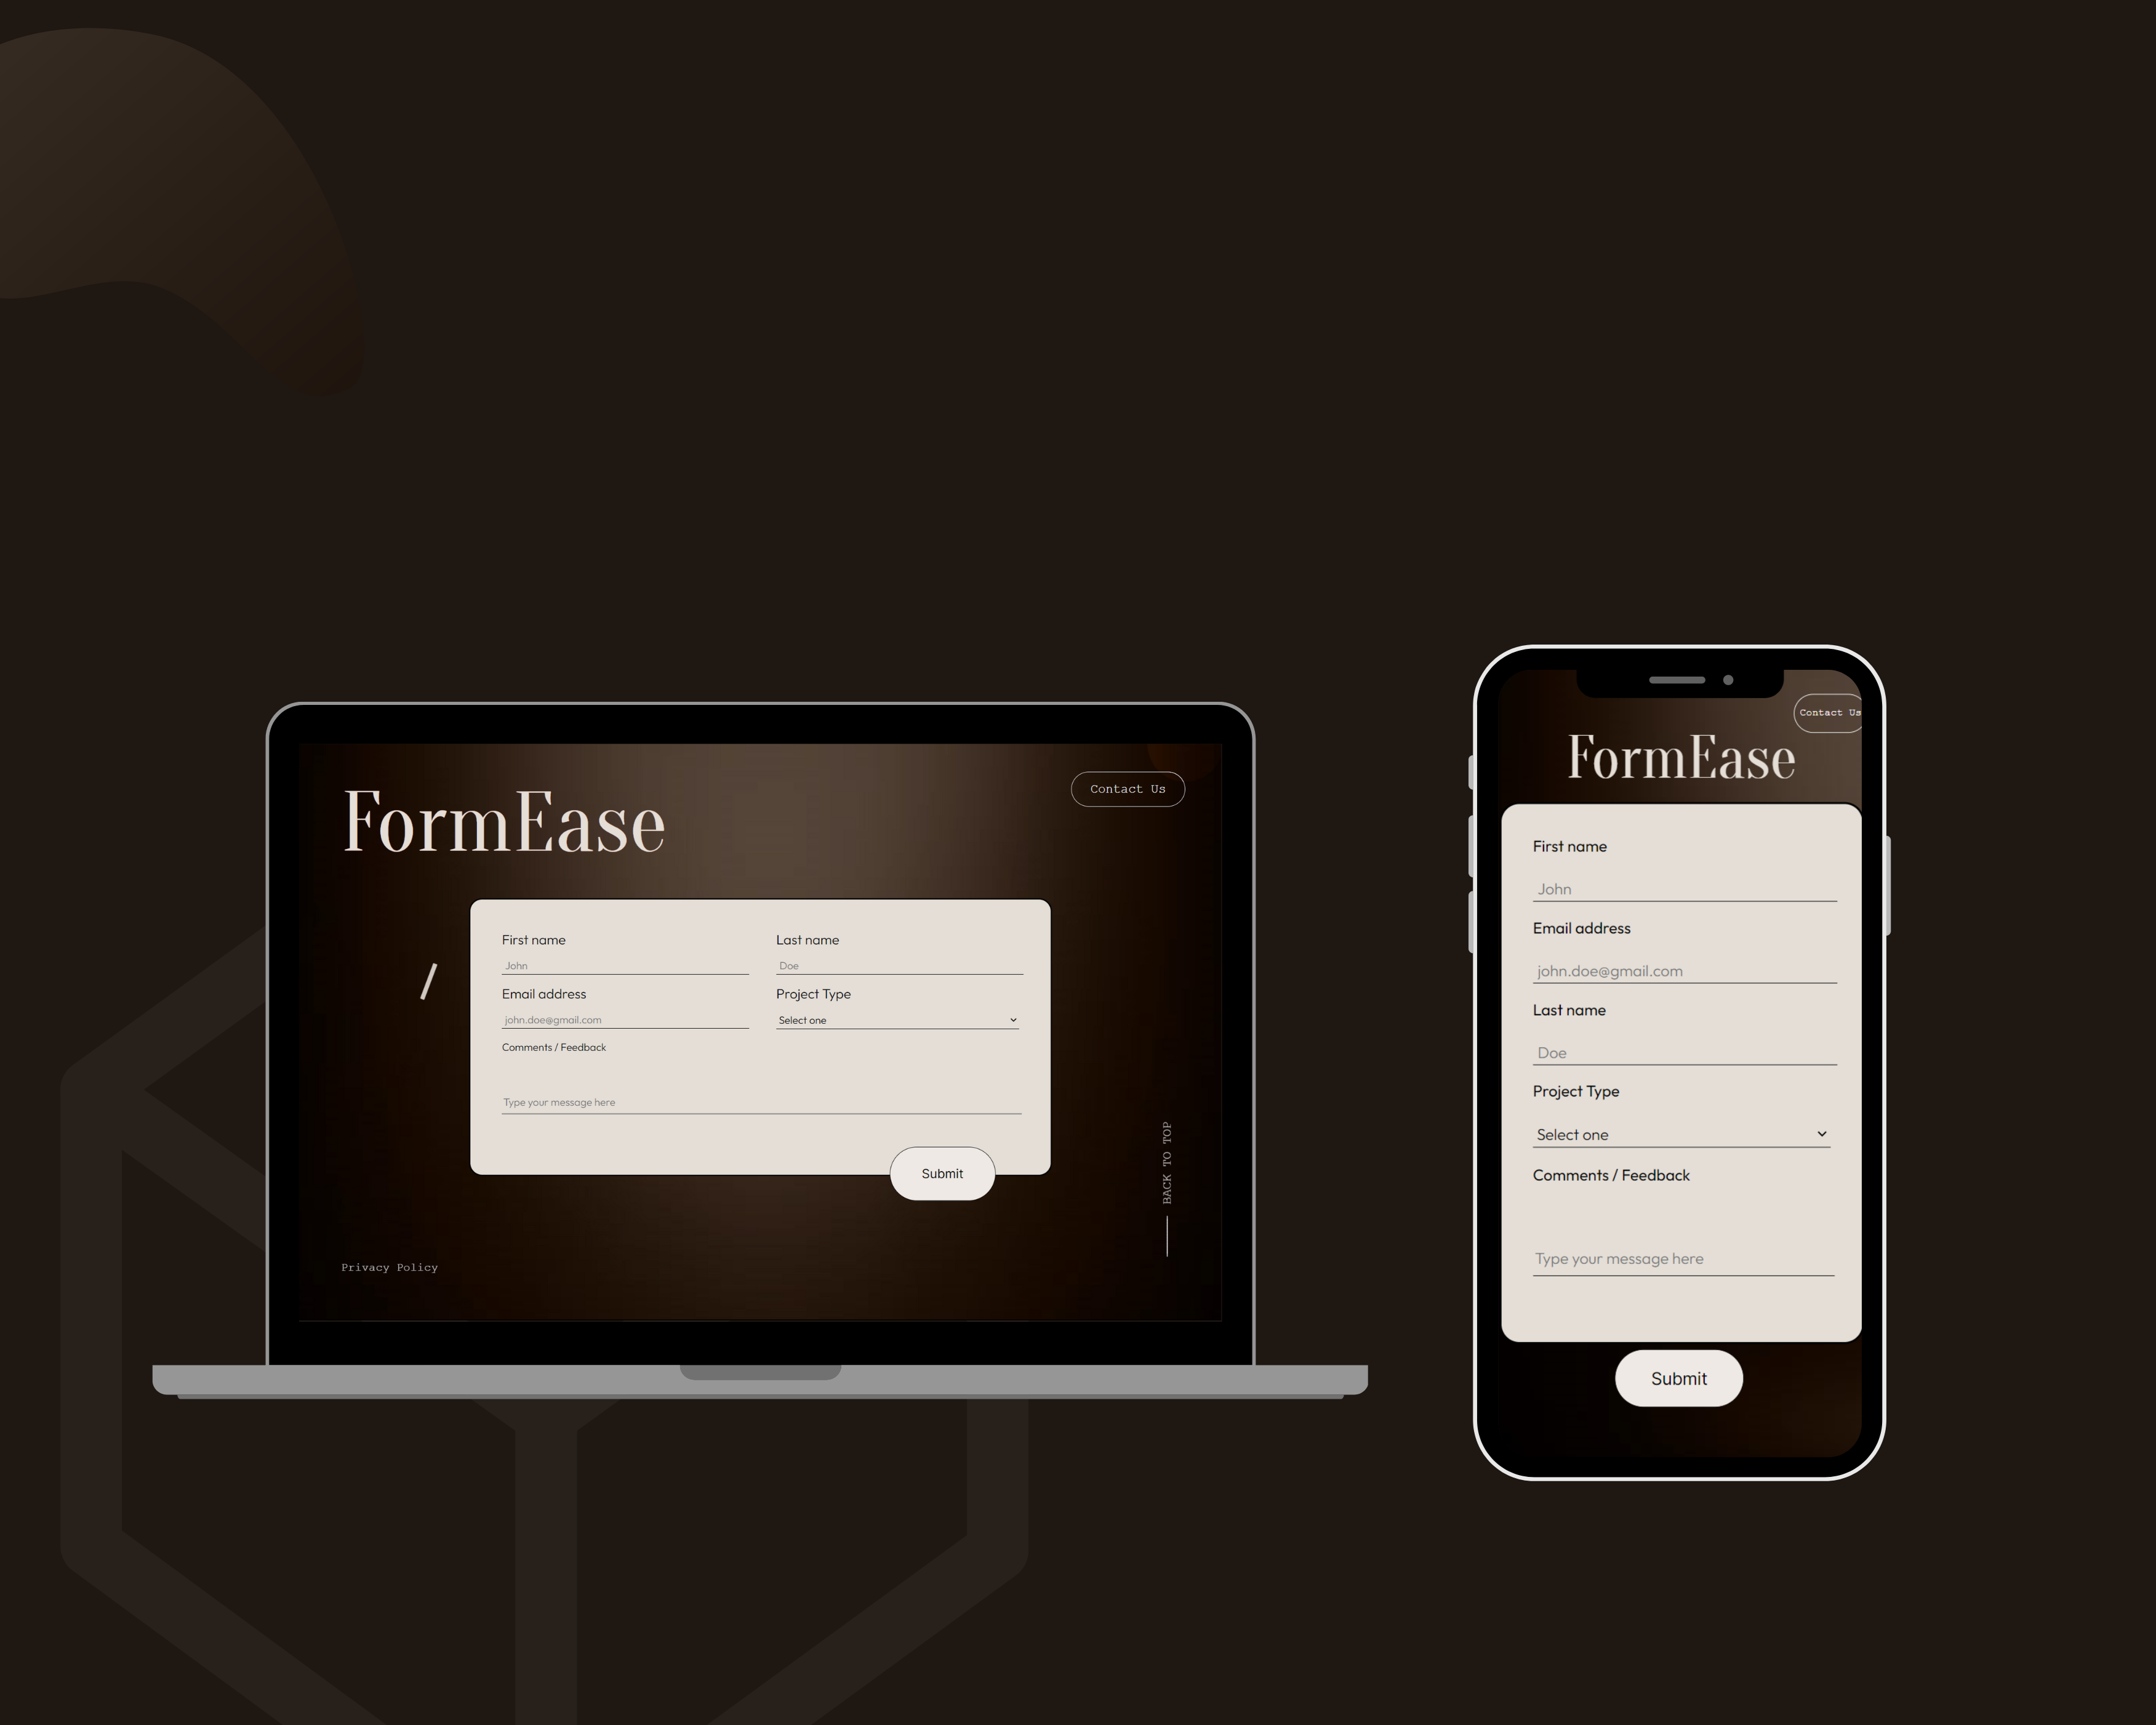 FormEase
Contact Us
First name
Last name
John
Doe
Email address
Project Type
john.doe@gmail.com
Select one
Comments / Feedback
Type your message here
Submit
BACK TO TOP
Privacy Policy
Contact Us
FormEase
First name
John
Email address
john.doe@gmail.com
Last name
Doe
Project Type
Select one
Comments / Feedback
Type your message here
Submit